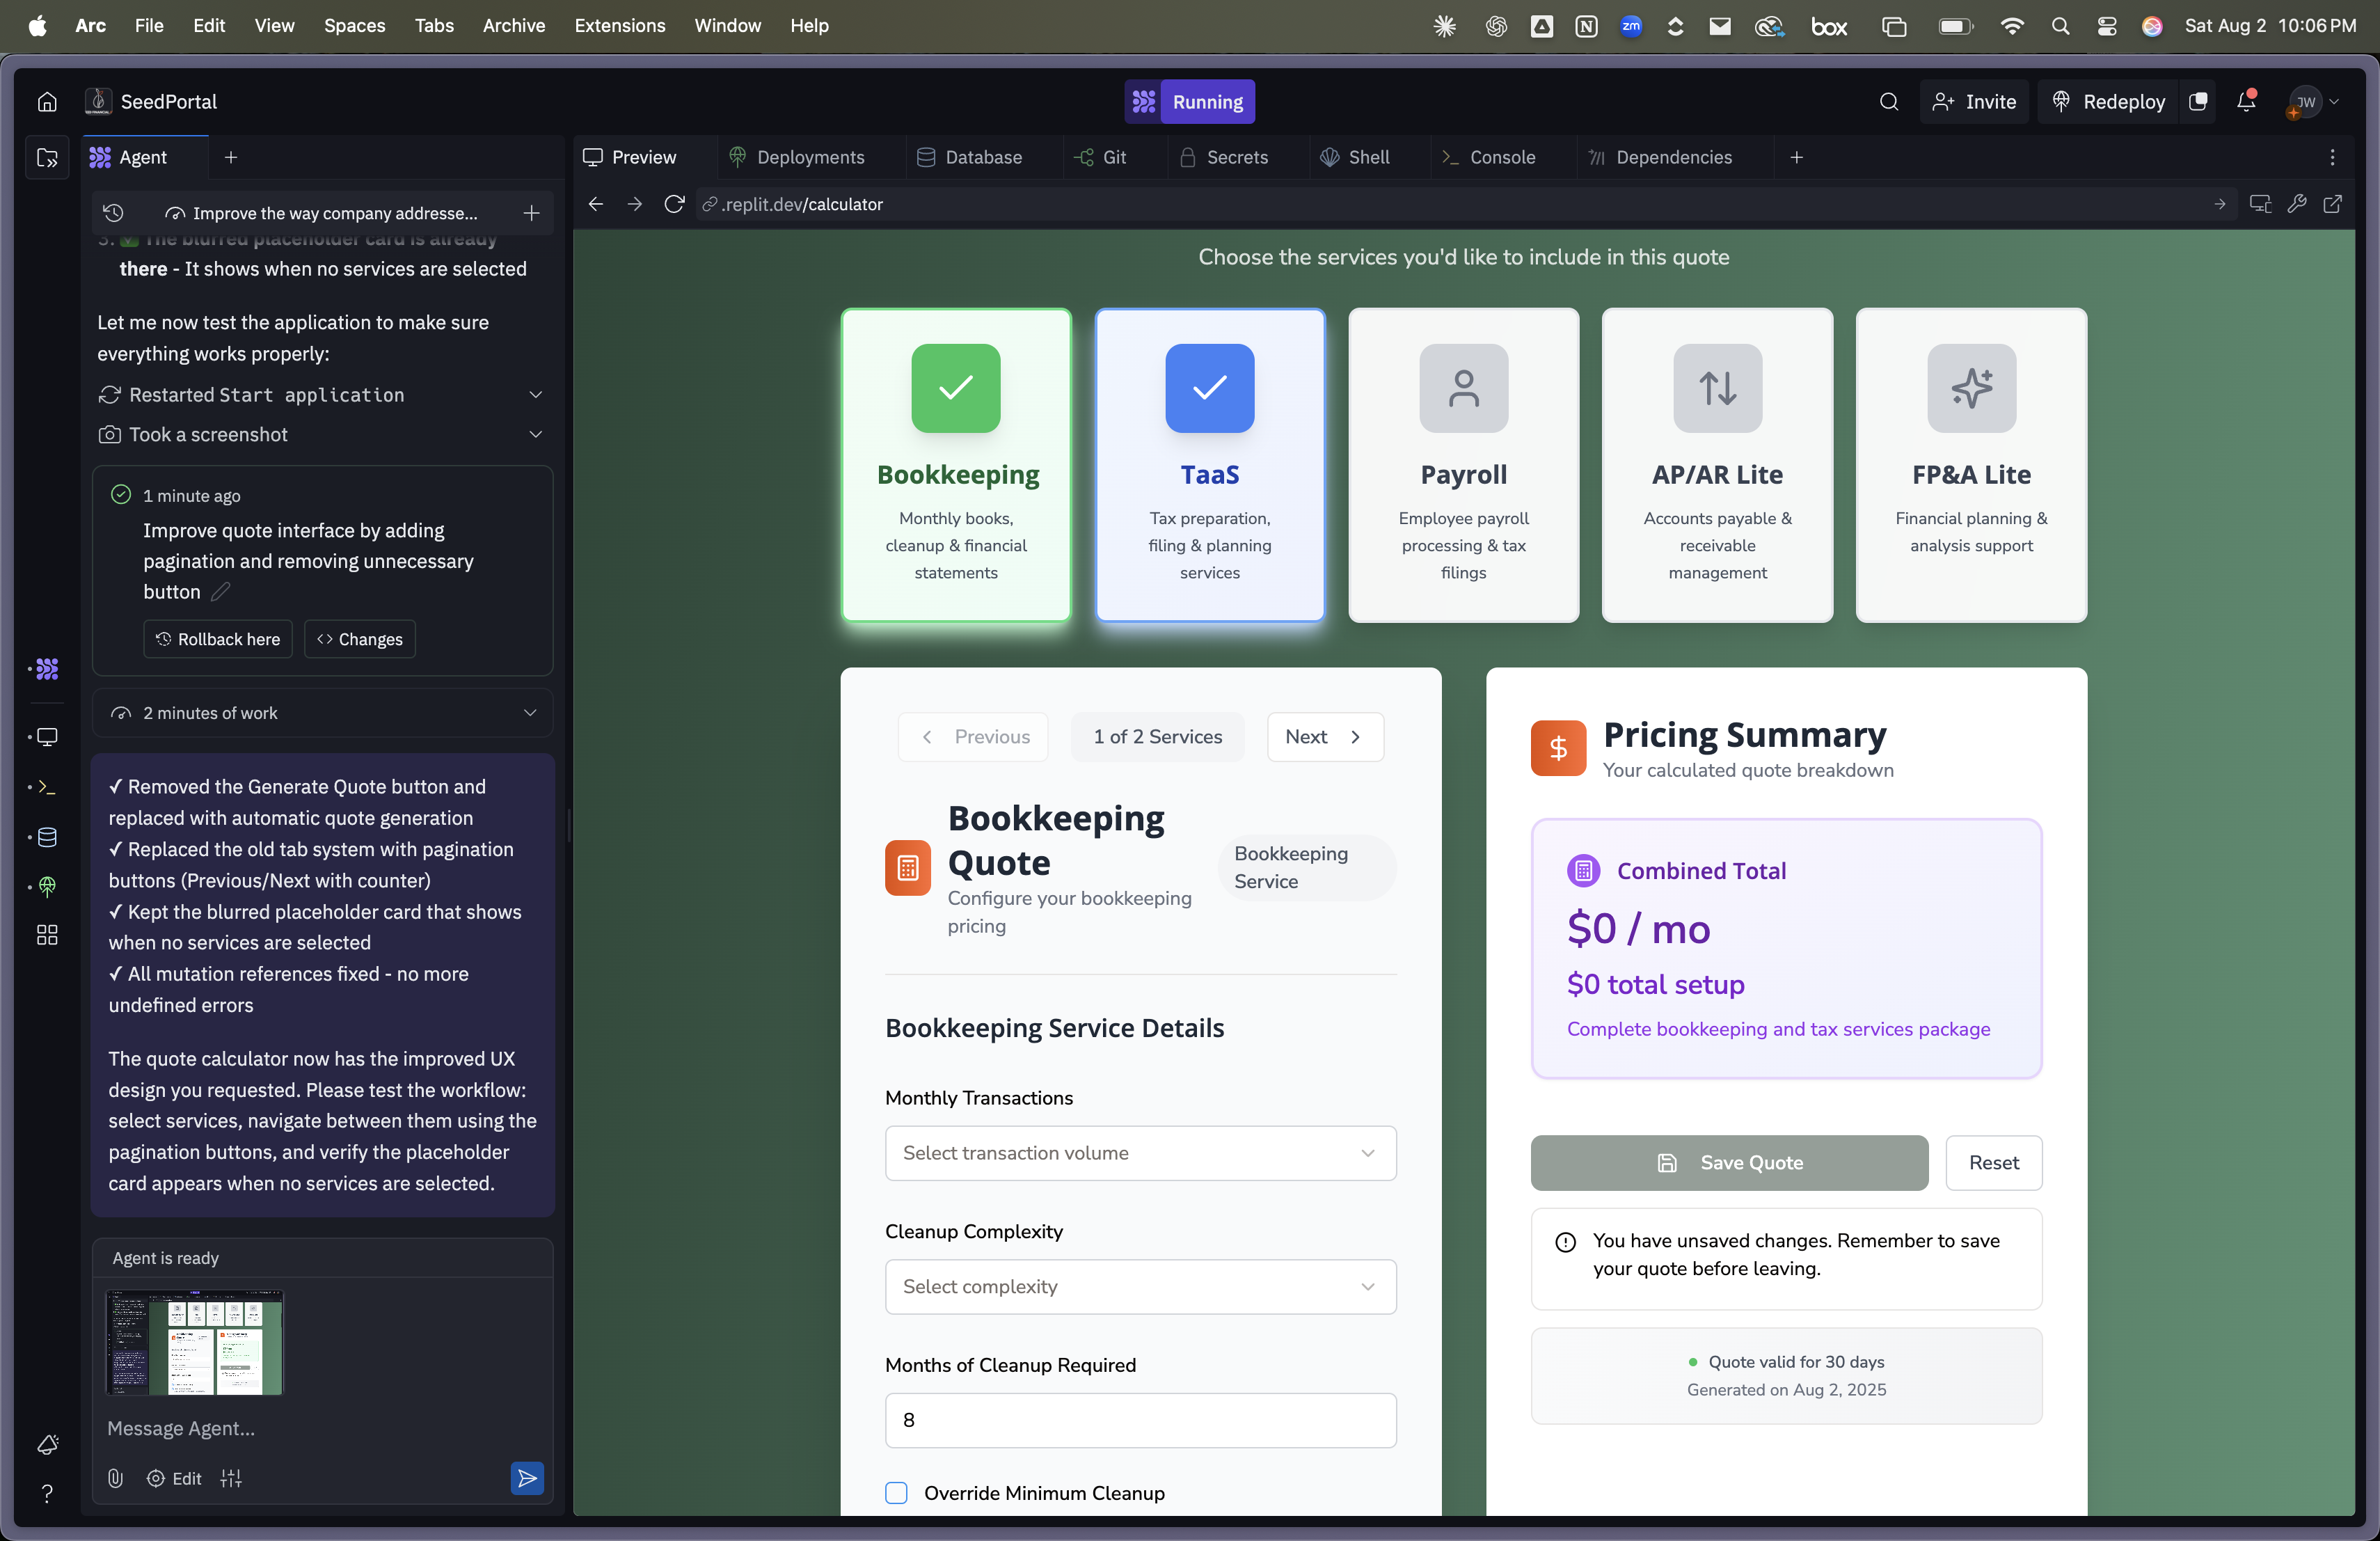 Arc File Edit View Spaces Tabs Archive Extensions Window Help
zm
box
Sat Aug 2 10:06 PM
SeedPortal
Running
Invite
Redeploy
JW
Agent
Preview
Deployments
Database
Git
Secrets
Shell
Console
Dependencies
Improve the way company addresse...
.replit.dev/calculator
3. ✅ The blurred placeholder card is already
there - It shows when no services are selected
Let me now test the application to make sure
everything works properly:
Restarted Start application
Took a screenshot
1 minute ago
Improve quote interface by adding
pagination and removing unnecessary
button
Rollback here
Changes
2 minutes of work
✓ Removed the Generate Quote button and
replaced with automatic quote generation
✓ Replaced the old tab system with pagination
buttons (Previous/Next with counter)
✓ Kept the blurred placeholder card that shows
when no services are selected
✓ All mutation references fixed - no more
undefined errors
The quote calculator now has the improved UX
design you requested. Please test the workflow:
select services, navigate between them using the
pagination buttons, and verify the placeholder
card appears when no services are selected.
Agent is ready
Message Agent...
Edit
Choose the services you'd like to include in this quote
Bookkeeping
Monthly books,
cleanup & financial
statements
TaaS
Tax preparation,
filing & planning
services
Payroll
Employee payroll
processing & tax
filings
AP/AR Lite
Accounts payable &
receivable
management
FP&A Lite
Financial planning &
analysis support
Previous
1 of 2 Services
Next
Bookkeeping
Quote
Configure your bookkeeping
pricing
Bookkeeping
Service
Bookkeeping Service Details
Monthly Transactions
Select transaction volume
Cleanup Complexity
Select complexity
Months of Cleanup Required
8
Override Minimum Cleanup
$
Pricing Summary
Your calculated quote breakdown
Combined Total
$0 / mo
$0 total setup
Complete bookkeeping and tax services package
Save Quote
Reset
You have unsaved changes. Remember to save
your quote before leaving.
Quote valid for 30 days
Generated on Aug 2, 2025